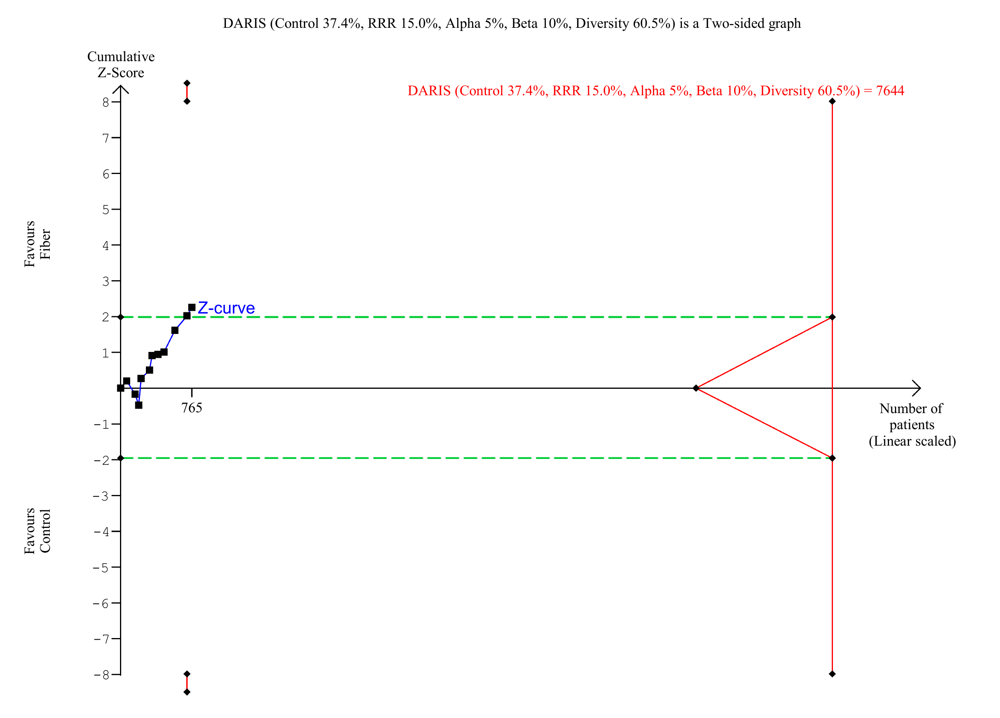 DARIS (Control 37.4%, RRR 15.0%, Alpha 5%, Beta 10%, Diversity 60.5%) is a Two-sided graph
Cumulative
Z-Score
DARIS (Control 37.4%, RRR 15.0%, Alpha 5%, Beta 10%, Diversity 60.5%) = 7644
8
7
6
5
4
3
2
1
-1
-2
-3
-4
-5
-6
-7
-8
Favours
Fiber
Favours
Control
Z-curve
765
Number of
patients
(Linear scaled)